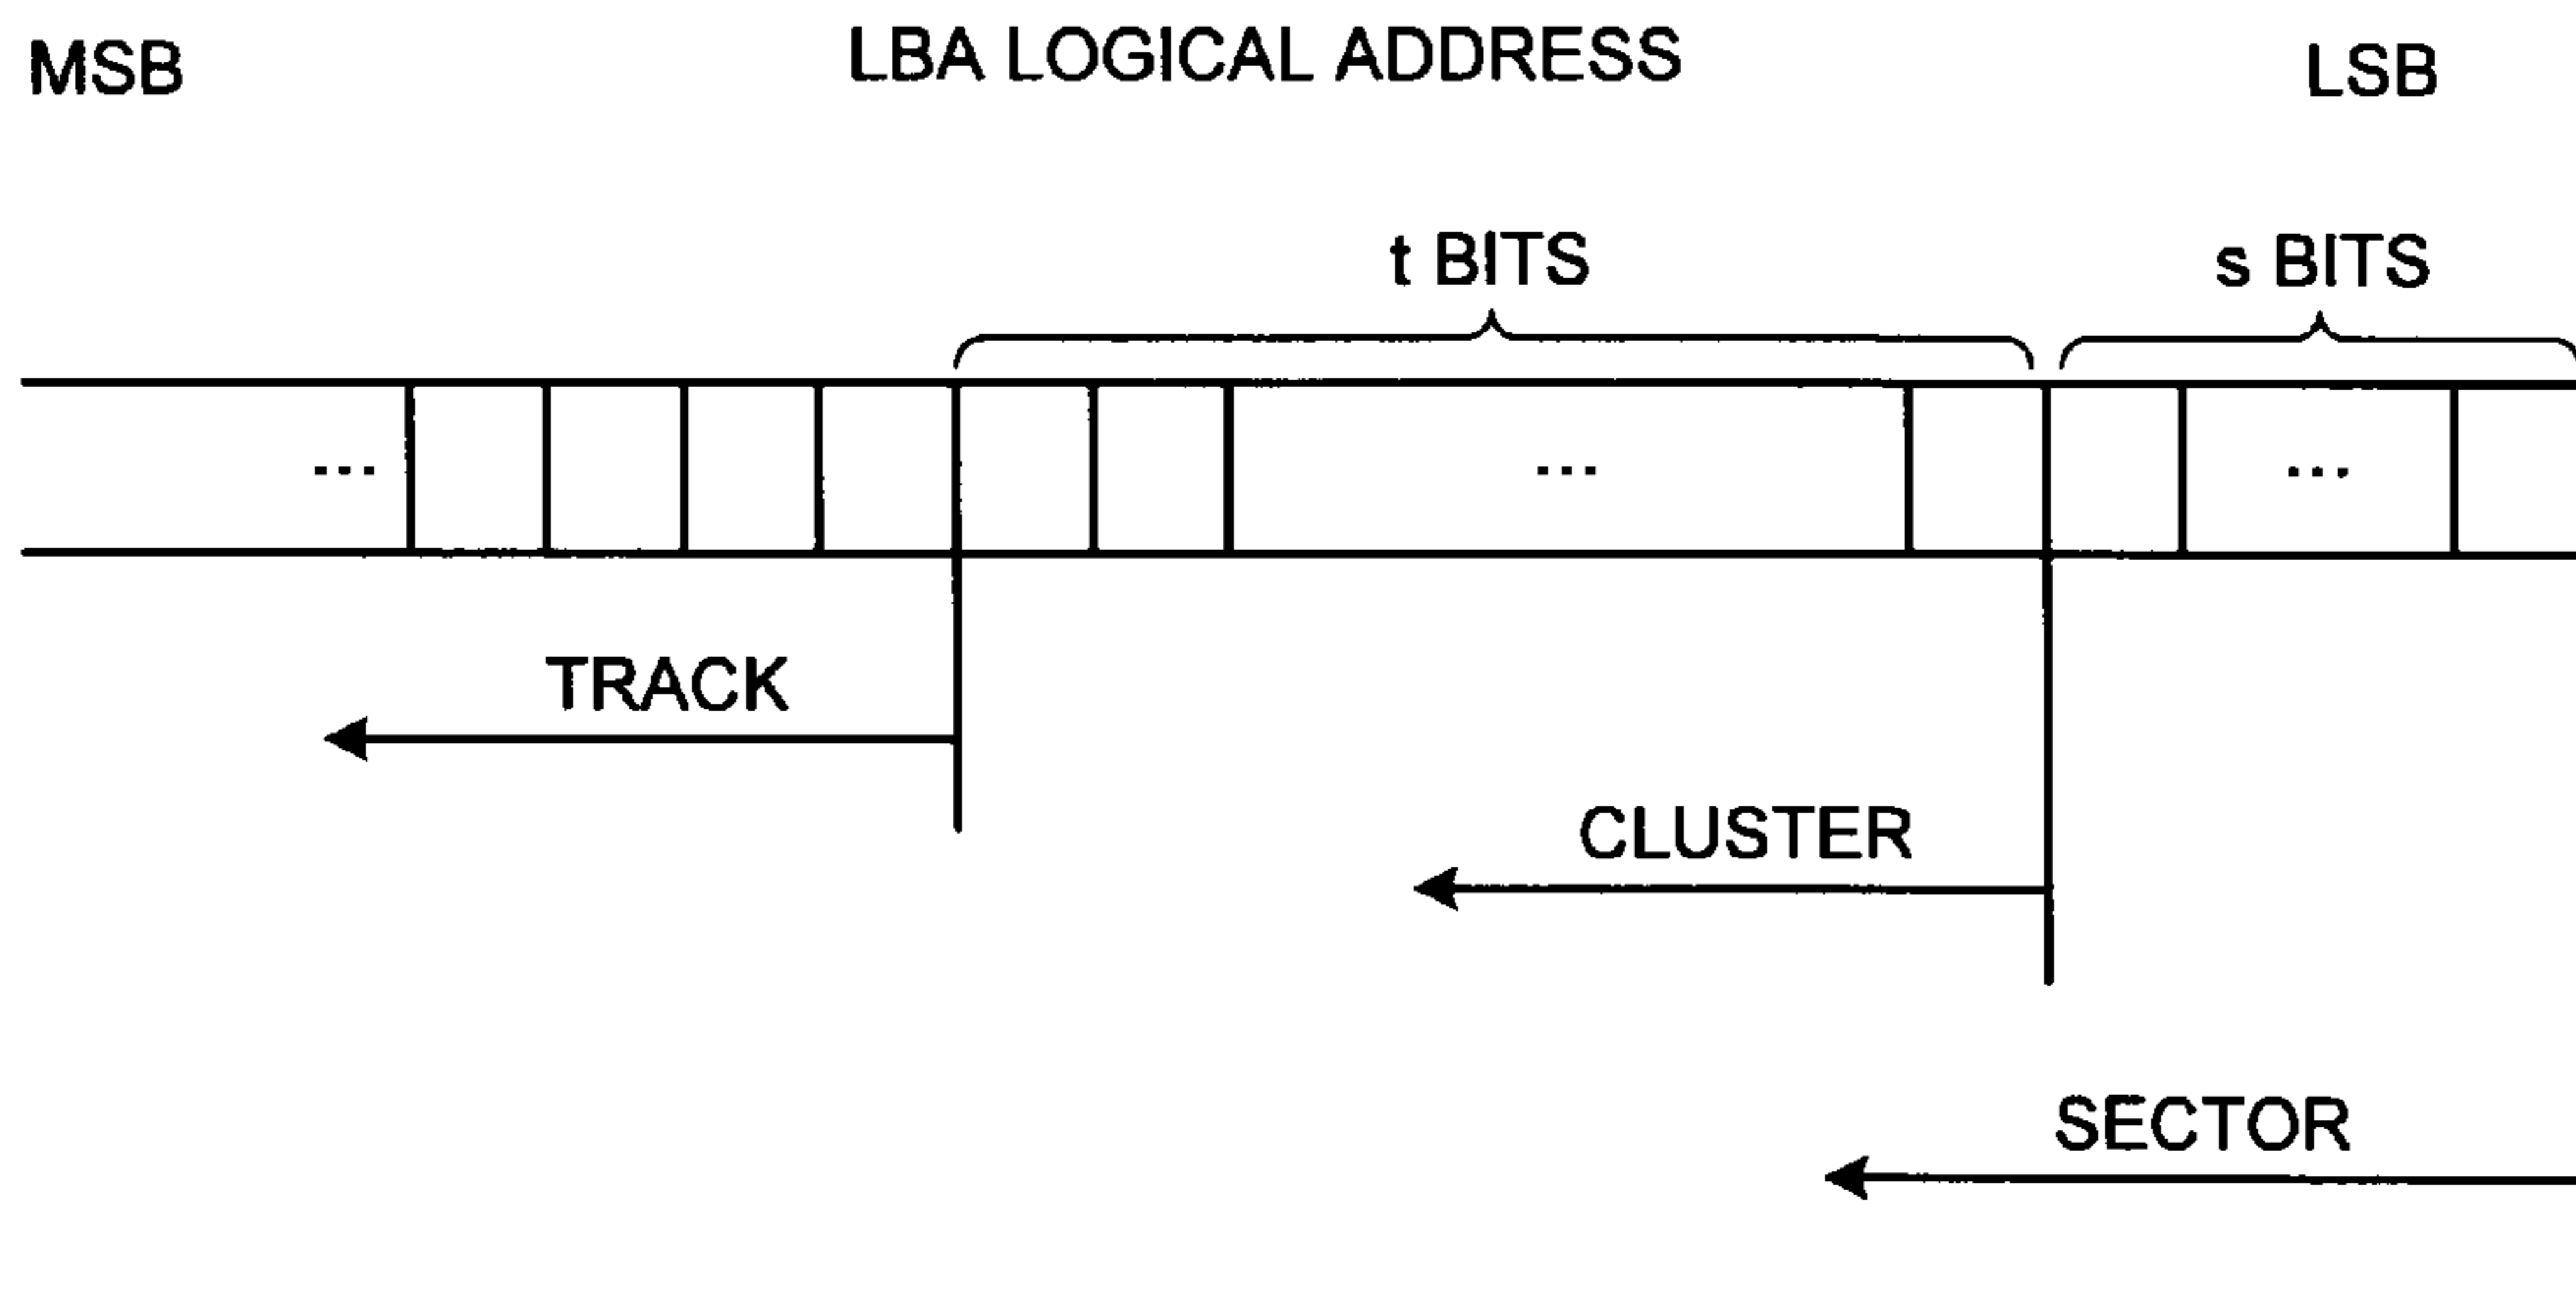 MSB
LBA LOGICAL ADDRESS
LSB
t BITS
s BITS
...
...
...
TRACK
CLUSTER
SECTOR